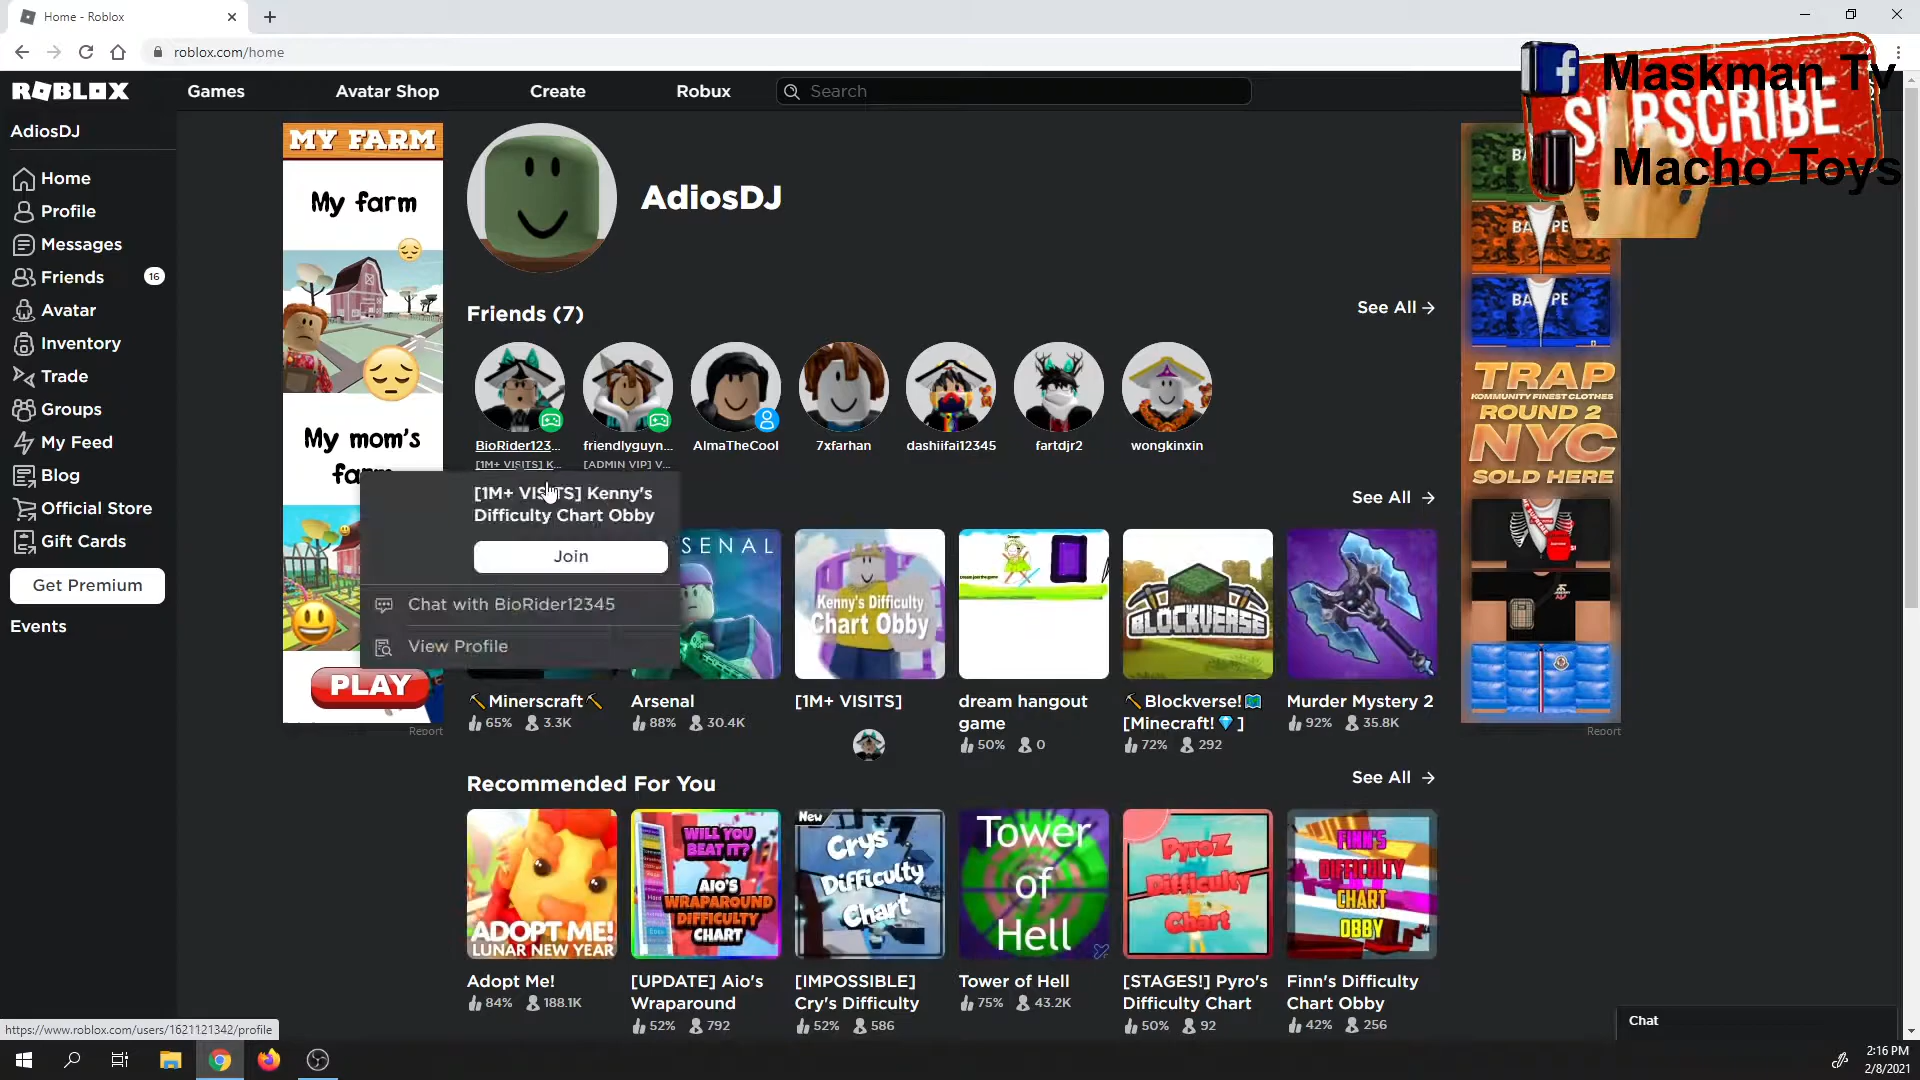 Home - Roblox
roblox.com/home
Maskman Tv
SUBSCRIBE
Macho Toys
ROBLOX
Games
Avatar Shop
Create
Robux
Search
AdiosDJ
Home
Profile
Messages
Friends
16
Avatar
Inventory
Trade
Groups
My Feed
Blog
Official Store
Gift Cards
Get Premium
Events
MY FARM
My farm
My mom's
farm
PLAY
Report
AdiosDJ
Friends (7)
See All
BioRider123...
[1M+ VISITS] K...
friendlyguyn...
[ADMIN VIP] V...
AlmaTheCool
7xfarhan
dashiifai12345
fartdjr2
wongkinxin
[1M+ VISITS] Kenny's
Difficulty Chart Obby
Join
Chat with BioRider12345
View Profile
See All
SENAL
Kenny's Difficulty
Chart Obby
BLOCKVERSE
⛏Minerscraft⛏
65% 3.3K
Arsenal
88% 30.4K
[1M+ VISITS]
dream hangout
game
50% 0
⛏Blockverse!
[Minecraft!💎]
72% 292
Murder Mystery 2
92% 35.8K
Recommended For You
See All
ADOPT ME!
LUNAR NEW YEAR
Adopt Me!
84% 188.1K
WILL YOU
BEAT IT?
AIO'S
WRAPAROUND
DIFFICULTY
CHART
[UPDATE] Aio's
Wraparound
52% 792
New
Crys
Difficulty
Chart
[IMPOSSIBLE]
Cry's Difficulty
52% 586
Tower
of
Hell
Tower of Hell
75% 43.2K
PyroZ
Difficulty
Chart
[STAGES!] Pyro's
Difficulty Chart
50% 92
FINN'S
DIFFICULTY
CHART
OBBY
Finn's Difficulty
Chart Obby
42% 256
TRAP
KOMMUNITY FINEST CLOTHES
ROUND 2
NYC
SOLD HERE
Report
Chat
https://www.roblox.com/users/1621121342/profile
2:16 PM
2/8/2021